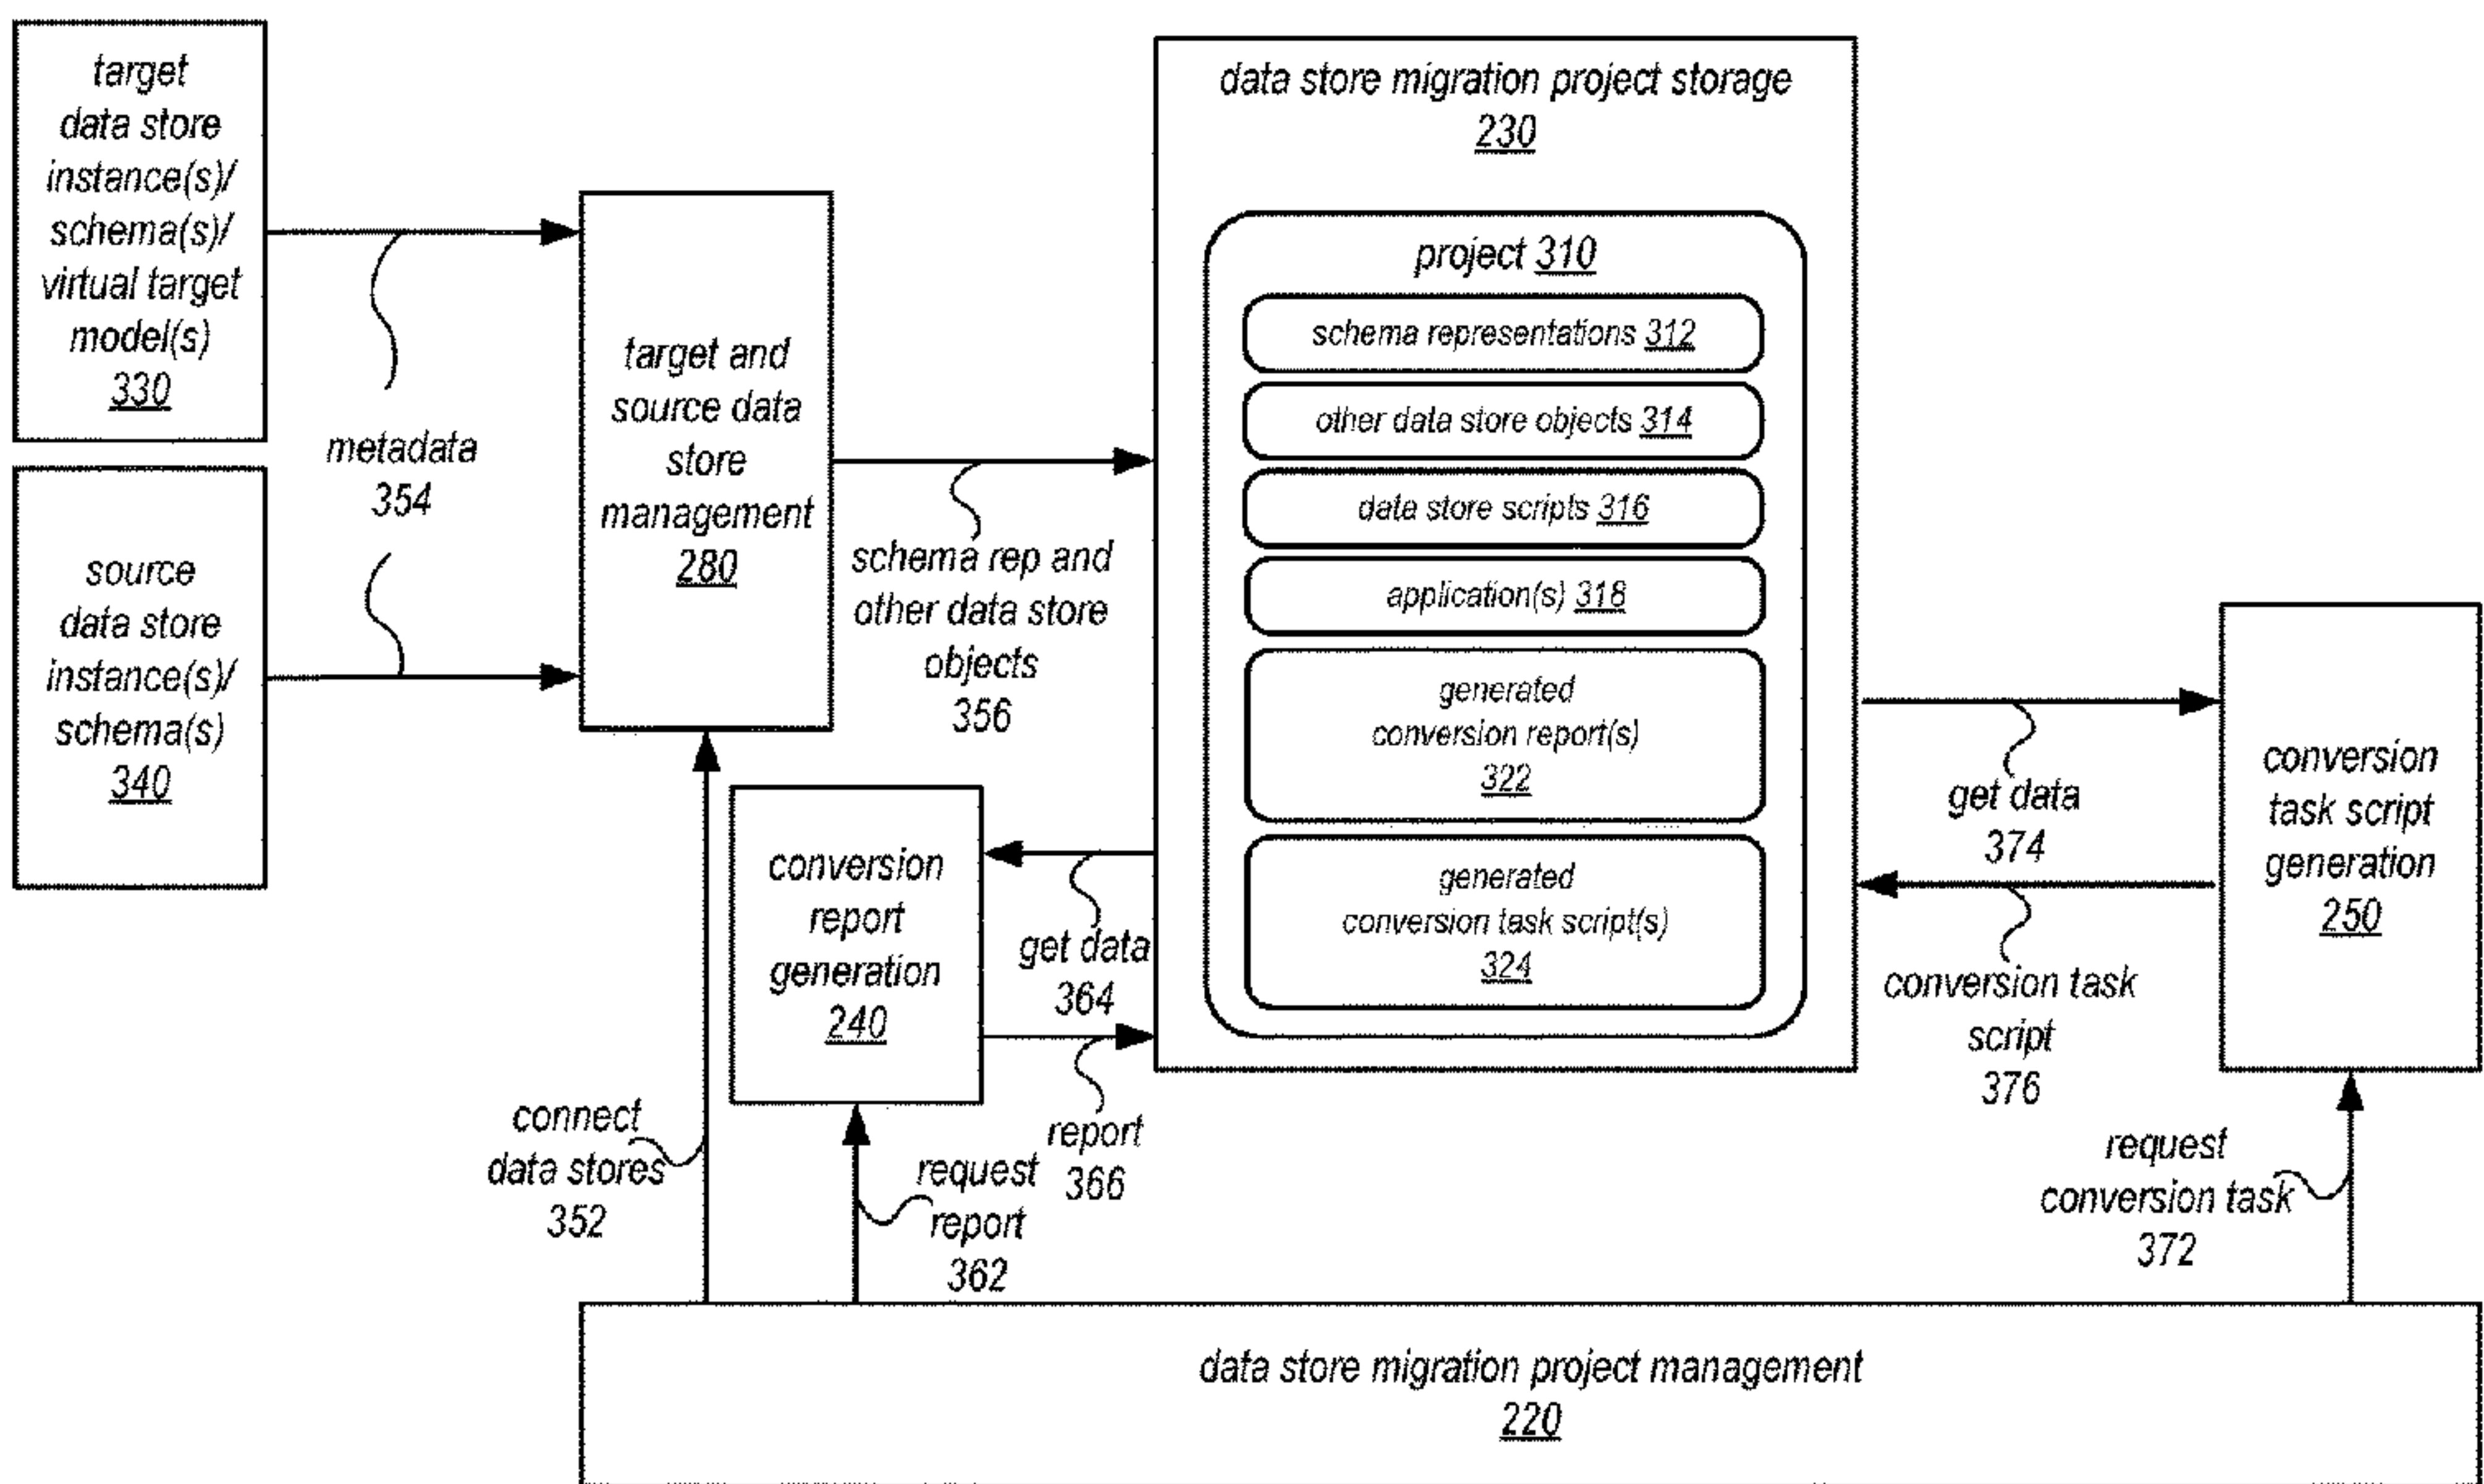 target
data store
instance(s)/
schema(s)/
virtual target
model(s)
330
source
data store
instance(s)/
schema(s)
340
metadata
354
target and
source data
store
management
280
schema rep and
other data store
objects
356
data store migration project storage
230
project 310
schema representations 312
other data store objects 314
data store scripts 316
application(s) 318
generated
conversion report(s)
322
generated
conversion task script(s)
324
conversion
report
generation
240
get data
364
report
366
connect
data stores
352
request
report
362
get data
374
conversion task
script
376
conversion
task script
generation
250
request
conversion task
372
data store migration project management
220